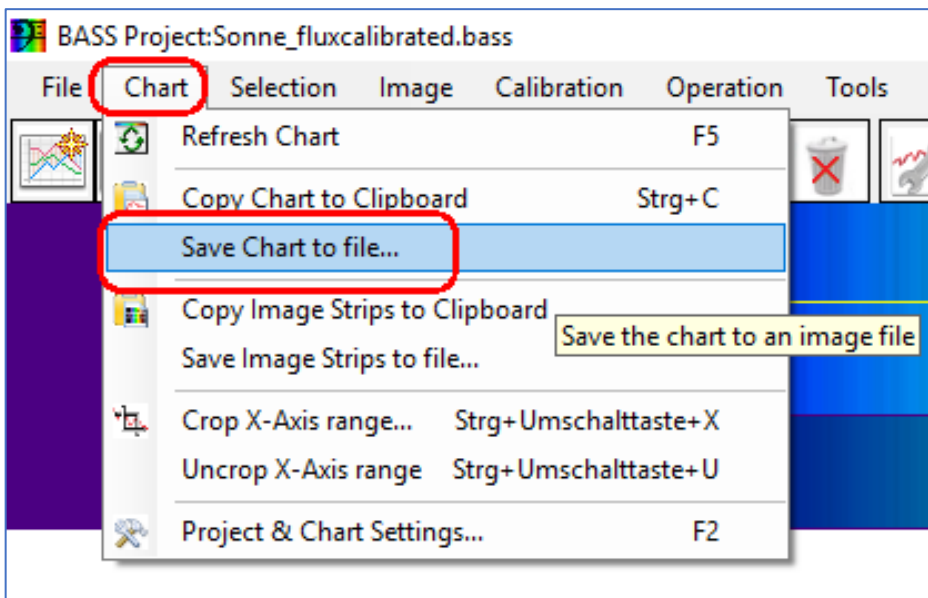 BASS Project:Sonne_fluxcalibrated.bass
File Chart Selection Image Calibration Operation Tools
Refresh Chart F5
Copy Chart to Clipboard Strg+C
Save Chart to file...
Copy Image Strips to Clipboard
Save the chart to an image file
Save Image Strips to file...
Crop X-Axis range... Strg+Umschalttaste+X
Uncrop X-Axis range Strg+Umschalttaste+U
Project & Chart Settings... F2